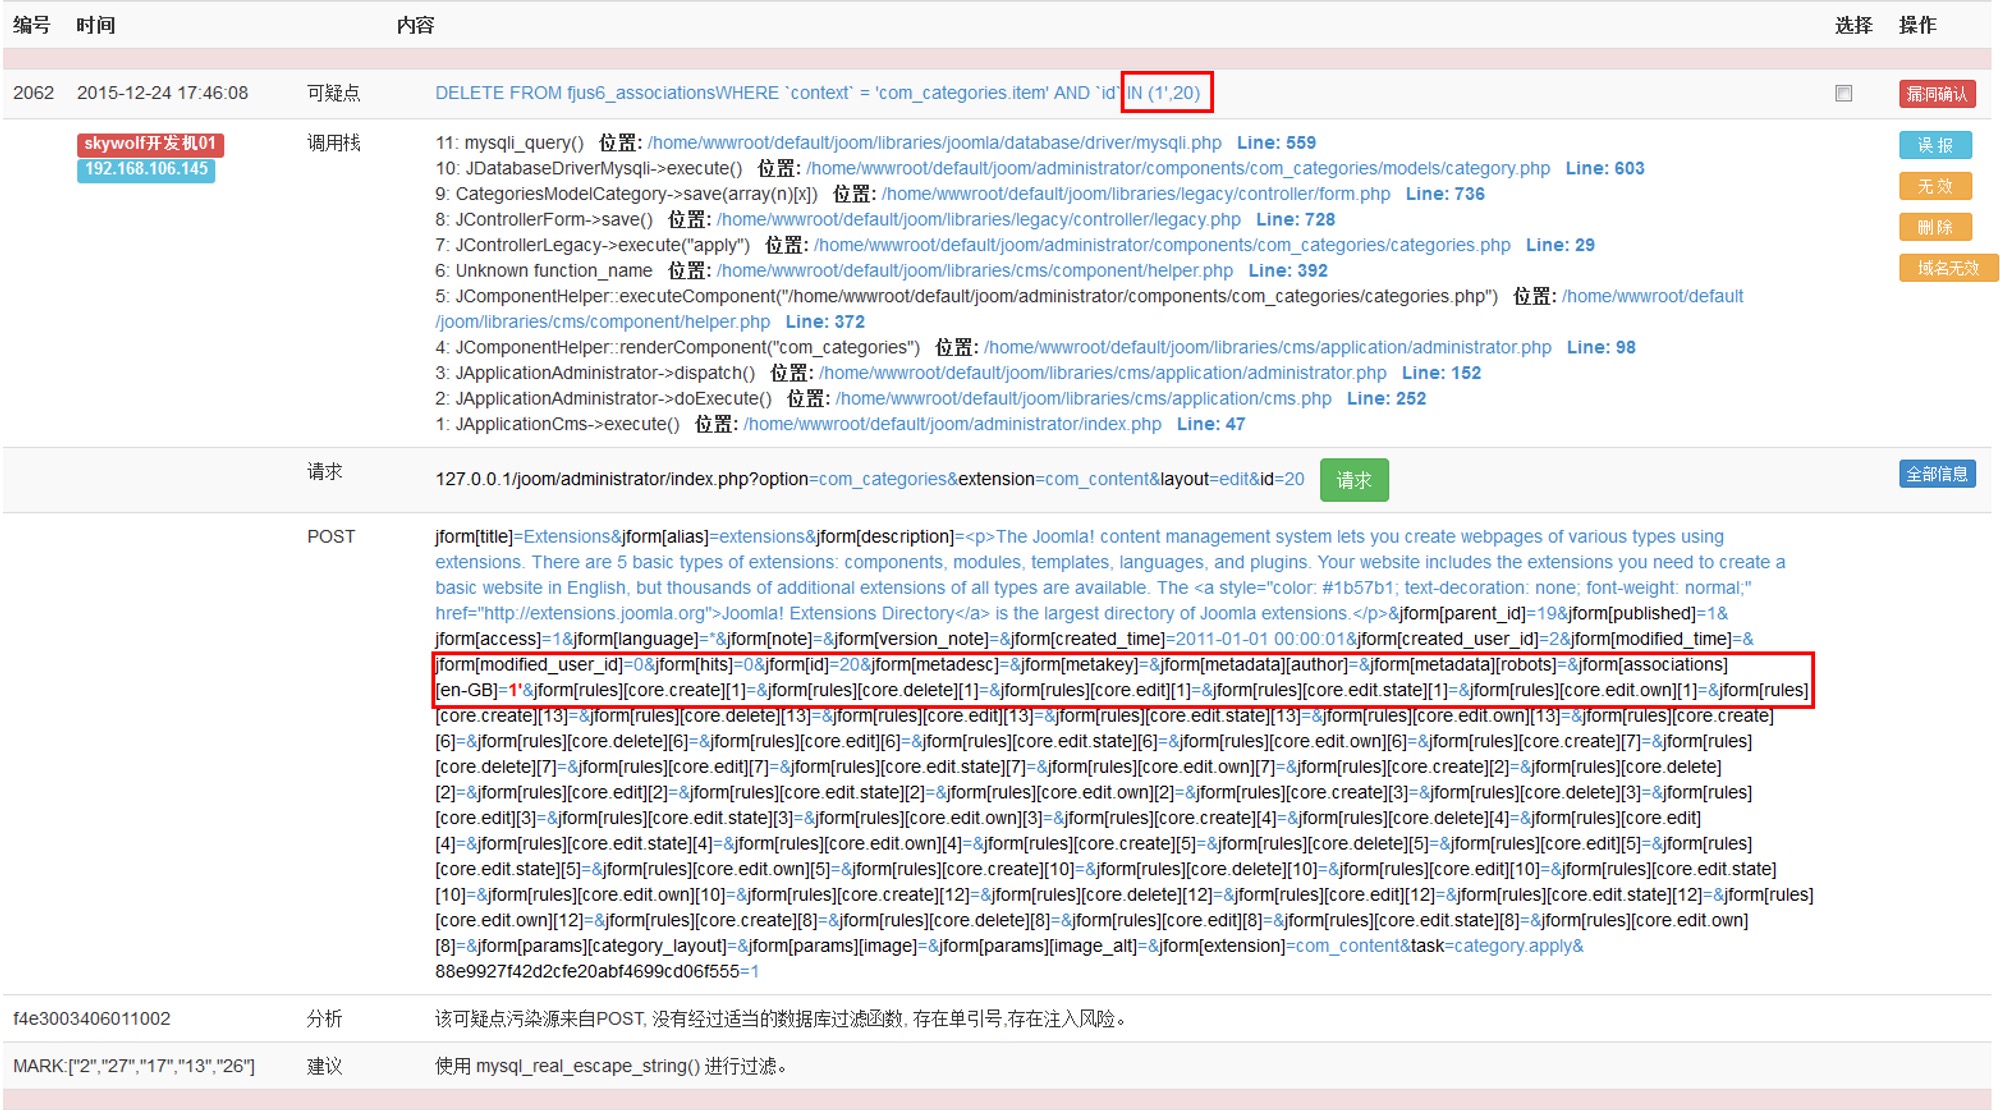 编号 时间 内容 选择 操作
2062 2015-12-24 17:46:08 可疑点 DELETE FROM fjus6_associationsWHERE `context` = 'com_categories.item' AND `id` IN (1',20) 漏洞确认
skywolf开发机01 调用栈 11: mysqli_query() 位置: /home/wwwroot/default/joom/libraries/joomla/database/driver/mysqli.php Line: 559 误 报
192.168.106.145 10: JDatabaseDriverMysqli->execute() 位置: /home/wwwroot/default/joom/administrator/components/com_categories/models/category.php Line: 603
9: CategoriesModelCategory->save(array(n)[x]) 位置: /home/wwwroot/default/joom/libraries/legacy/controller/form.php Line: 736 无 效
8: JControllerForm->save() 位置: /home/wwwroot/default/joom/libraries/legacy/controller/legacy.php Line: 728 删 除
7: JControllerLegacy->execute("apply") 位置: /home/wwwroot/default/joom/administrator/components/com_categories/categories.php Line: 29
6: Unknown function_name 位置: /home/wwwroot/default/joom/libraries/cms/component/helper.php Line: 392 域名无效
5: JComponentHelper::executeComponent("/home/wwwroot/default/joom/administrator/components/com_categories/categories.php") 位置: /home/wwwroot/default
/joom/libraries/cms/component/helper.php Line: 372
4: JComponentHelper::renderComponent("com_categories") 位置: /home/wwwroot/default/joom/libraries/cms/application/administrator.php Line: 98
3: JApplicationAdministrator->dispatch() 位置: /home/wwwroot/default/joom/libraries/cms/application/administrator.php Line: 152
2: JApplicationAdministrator->doExecute() 位置: /home/wwwroot/default/joom/libraries/cms/application/cms.php Line: 252
1: JApplicationCms->execute() 位置: /home/wwwroot/default/joom/administrator/index.php Line: 47
请求 127.0.0.1/joom/administrator/index.php?option=com_categories&extension=com_content&layout=edit&id=20 请求 全部信息
POST jform[title]=Extensions&jform[alias]=extensions&jform[description]=<p>The Joomla! content management system lets you create webpages of various types using
extensions. There are 5 basic types of extensions: components, modules, templates, languages, and plugins. Your website includes the extensions you need to create a
basic website in English, but thousands of additional extensions of all types are available. The <a style="color: #1b57b1; text-decoration: none; font-weight: normal;"
href="http://extensions.joomla.org">Joomla! Extensions Directory</a> is the largest directory of Joomla extensions.</p>&jform[parent_id]=19&jform[published]=1&
jform[access]=1&jform[language]=*&jform[note]=&jform[version_note]=&jform[created_time]=2011-01-01 00:00:01&jform[created_user_id]=2&jform[modified_time]=&
jform[modified_user_id]=0&jform[hits]=0&jform[id]=20&jform[metadesc]=&jform[metakey]=&jform[metadata][author]=&jform[metadata][robots]=&jform[associations]
[en-GB]=1'&jform[rules][core.create][1]=&jform[rules][core.delete][1]=&jform[rules][core.edit][1]=&jform[rules][core.edit.state][1]=&jform[rules][core.edit.own][1]=&jform[rules]
[core.create][13]=&jform[rules][core.delete][13]=&jform[rules][core.edit][13]=&jform[rules][core.edit.state][13]=&jform[rules][core.edit.own][13]=&jform[rules][core.create]
[6]=&jform[rules][core.delete][6]=&jform[rules][core.edit][6]=&jform[rules][core.edit.state][6]=&jform[rules][core.edit.own][6]=&jform[rules][core.create][7]=&jform[rules]
[core.delete][7]=&jform[rules][core.edit][7]=&jform[rules][core.edit.state][7]=&jform[rules][core.edit.own][7]=&jform[rules][core.create][2]=&jform[rules][core.delete]
[2]=&jform[rules][core.edit][2]=&jform[rules][core.edit.state][2]=&jform[rules][core.edit.own][2]=&jform[rules][core.create][3]=&jform[rules][core.delete][3]=&jform[rules]
[core.edit][3]=&jform[rules][core.edit.state][3]=&jform[rules][core.edit.own][3]=&jform[rules][core.create][4]=&jform[rules][core.delete][4]=&jform[rules][core.edit]
[4]=&jform[rules][core.edit.state][4]=&jform[rules][core.edit.own][4]=&jform[rules][core.create][5]=&jform[rules][core.delete][5]=&jform[rules][core.edit][5]=&jform[rules]
[core.edit.state][5]=&jform[rules][core.edit.own][5]=&jform[rules][core.create][10]=&jform[rules][core.delete][10]=&jform[rules][core.edit][10]=&jform[rules][core.edit.state]
[10]=&jform[rules][core.edit.own][10]=&jform[rules][core.create][12]=&jform[rules][core.delete][12]=&jform[rules][core.edit][12]=&jform[rules][core.edit.state][12]=&jform[rules]
[core.edit.own][12]=&jform[rules][core.create][8]=&jform[rules][core.delete][8]=&jform[rules][core.edit][8]=&jform[rules][core.edit.state][8]=&jform[rules][core.edit.own]
[8]=&jform[params][category_layout]=&jform[params][image]=&jform[params][image_alt]=&jform[extension]=com_content&task=category.apply&
88e9927f42d2cfe20abf4699cd06f555=1
f4e3003406011002 分析 该可疑点污染源来自POST, 没有经过适当的数据库过滤函数, 存在单引号,存在注入风险。
MARK:["2","27","17","13","26"] 建议 使用 mysql_real_escape_string() 进行过滤。